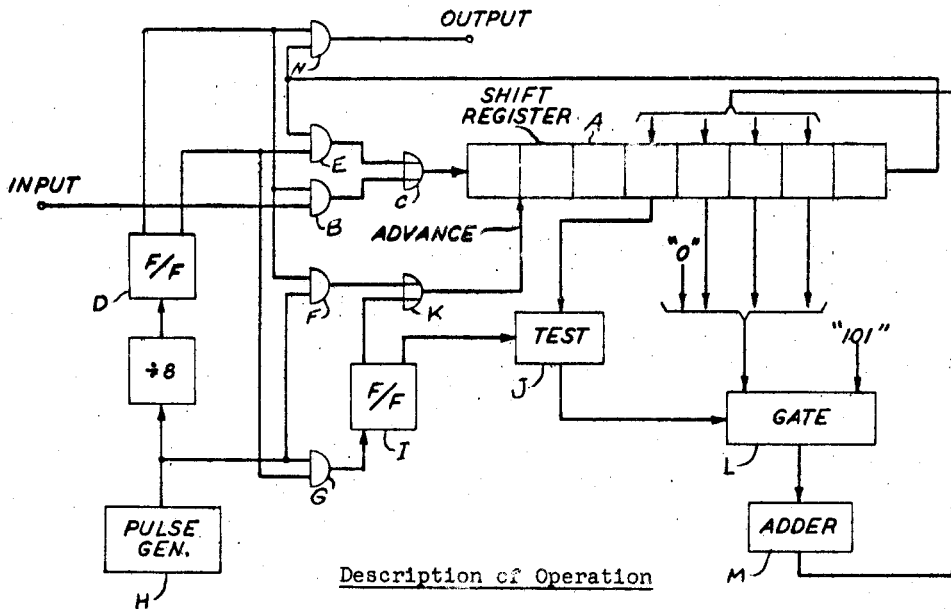 OUTPUT
N
SHIFT
REGISTER
A
E
INPUT
C
B
ADVANCE
F/F
D
"0"
F
K
"101"
TEST
÷8
J
F/F
GATE
I
L
G
PULSE
GEN.
ADDER
M
H
Description of Operation